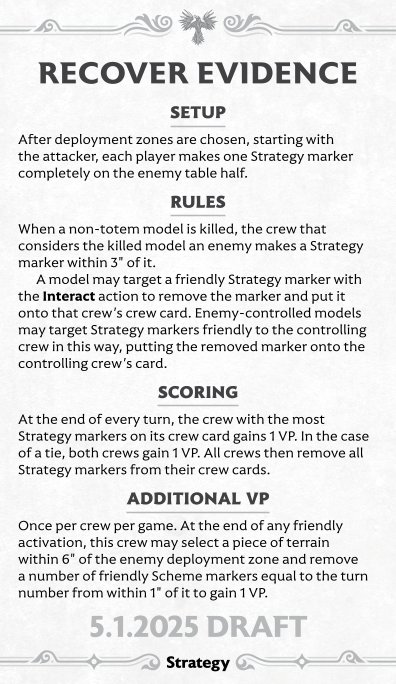 RECOVER EVIDENCE
SETUP
After deployment zones are chosen, starting with
the attacker, each player makes one Strategy marker
completely on the enemy table half.
RULES
When a non-totem model is killed, the crew that
considers the killed model an enemy makes a Strategy
marker within 3" of it.
A model may target a friendly Strategy marker with
the Interact action to remove the marker and put it
onto that crew's crew card. Enemy-controlled models
may target Strategy markers friendly to the controlling
crew in this way, putting the removed marker onto the
controlling crew's card.
SCORING
At the end of every turn, the crew with the most
Strategy markers on its crew card gains 1 VP. In the case
of a tie, both crews gain 1 VP. All crews then remove all
Strategy markers from their crew cards.
ADDITIONAL VP
Once per crew per game. At the end of any friendly
activation, this crew may select a piece of terrain
within 6" of the enemy deployment zone and remove
a number of friendly Scheme markers equal to the turn
number from within 1" of it to gain 1 VP.
5.1.2025 DRAFT
Strategy